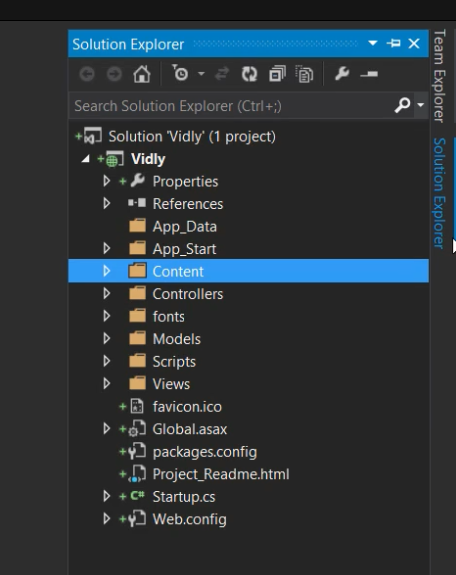 Solution Explorer
Search Solution Explorer (Ctrl+;)
Solution 'Vidly' (1 project)
Vidly
Properties
References
App_Data
App_Start
Content
Controllers
fonts
Models
Scripts
Views
favicon.ico
Global.asax
packages.config
Project_Readme.html
C# Startup.cs
Web.config
Team Explorer
Solution Explorer